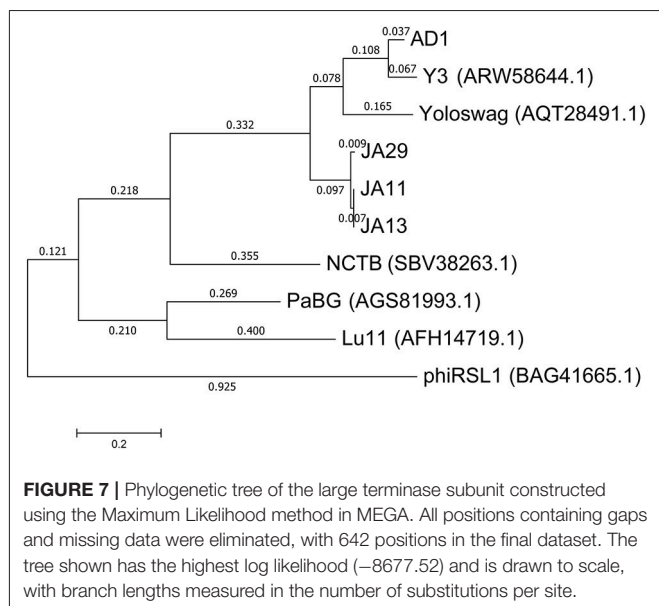 0.037
AD1
0.108
0.067
Y3 (ARW58644.1)
0.078
0.165
Yoloswag (AQT28491.1)
0.332
0.009
JA29
0.097
JA11
0.218
0.007
JA13
0.121
0.355
NCTB (SBV38263.1)
0.269
PaBG (AGS81993.1)
0.210
0.400
Lu11 (AFH14719.1)
0.925
phiRSL1 (BAG41665.1)
0.2
FIGURE 7 | Phylogenetic tree of the large terminase subunit constructed
using the Maximum Likelihood method in MEGA. All positions containing gaps
and missing data were eliminated, with 642 positions in the final dataset. The
tree shown has the highest log likelihood (−8677.52) and is drawn to scale,
with branch lengths measured in the number of substitutions per site.